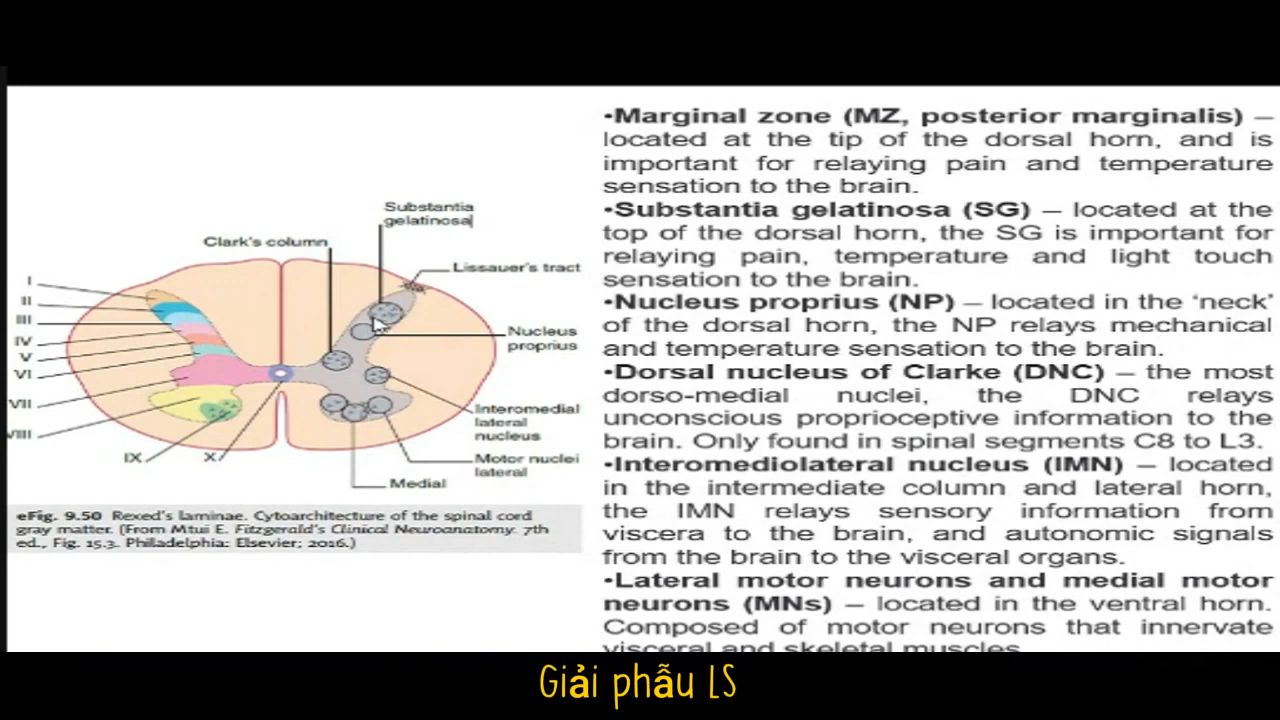 Substantia
gelatinosa
Clark's column
Lissauer's tract
I
II
III
IV
V
VI
VII
VIII
IX
X
Nucleus
proprius
Interomedial
lateral
nucleus
Motor nuclei
lateral
Medial
eFig. 9.50 Rexed's laminae. Cytoarchitecture of the spinal cord
gray matter. (From Mtui E. Fitzgerald's Clinical Neuroanatomy. 7th
ed., Fig. 15.3. Philadelphia: Elsevier; 2016.)
•Marginal zone (MZ, posterior marginalis) –
located at the tip of the dorsal horn, and is
important for relaying pain and temperature
sensation to the brain.
•Substantia gelatinosa (SG) – located at the
top of the dorsal horn, the SG is important for
relaying pain, temperature and light touch
sensation to the brain.
•Nucleus proprius (NP) – located in the ‘neck’
of the dorsal horn, the NP relays mechanical
and temperature sensation to the brain.
•Dorsal nucleus of Clarke (DNC) – the most
dorso-medial nuclei, the DNC relays
unconscious proprioceptive information to the
brain. Only found in spinal segments C8 to L3.
•Interomediolateral nucleus (IMN) – located
in the intermediate column and lateral horn,
the IMN relays sensory information from
viscera to the brain, and autonomic signals
from the brain to the visceral organs.
•Lateral motor neurons and medial motor
neurons (MNs) – located in the ventral horn.
Composed of motor neurons that innervate
visceral and skeletal muscles
Giải phẫu LS